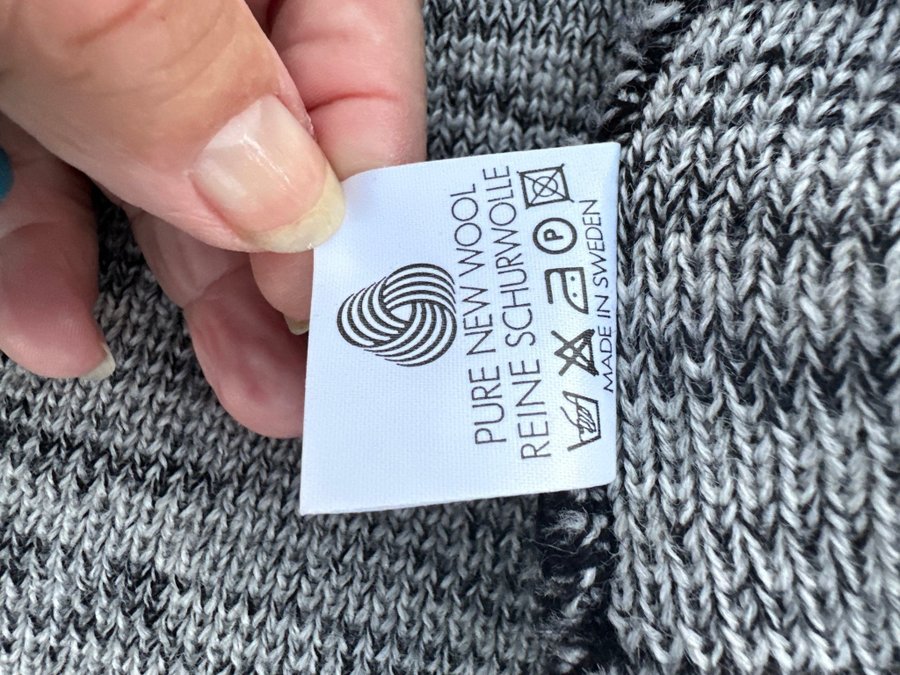 PURE NEW WOOL
REINE SCHURWOLLE
P
MADE IN SWEDEN